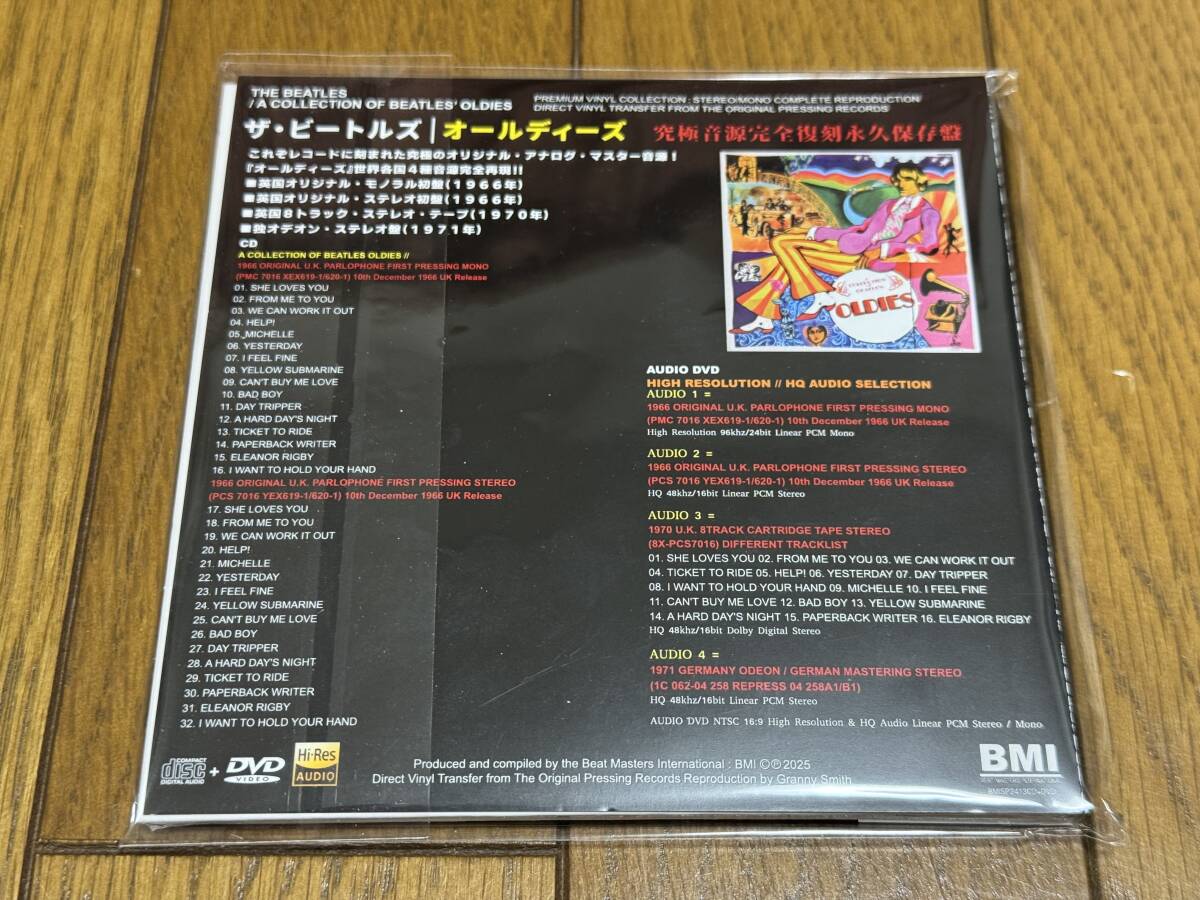 THE BEATLES
/ A COLLECTION OF BEATLES' OLDIES
PREMIUM VINYL COLLECTION : STEREO/MONO COMPLETE REPRODUCTION
DIRECT VINYL TRANSFER FROM THE ORIGINAL PRESSING RECORDS
ザ・ビートルズ | オールディーズ
究極音源完全復刻永久保存盤
これぞレコードに刻まれた究極のオリジナル・アナログ・マスター音源！
『オールディーズ』世界各国4種音源完全再現!!
■英国オリジナル・モノラル初盤(1966年)
■英国オリジナル・ステレオ初盤(1966年)
■英国8トラック・ステレオ・テープ(1970年)
■独オデオン・ステレオ盤(1971年)
CD
A COLLECTION OF BEATLES OLDIES //
1966 ORIGINAL U.K. PARLOPHONE FIRST PRESSING MONO
(PMC 7016 XEX619-1/620-1) 10th December 1966 UK Release
01. SHE LOVES YOU
02. FROM ME TO YOU
03. WE CAN WORK IT OUT
04. HELP!
05. MICHELLE
06. YESTERDAY
07. I FEEL FINE
08. YELLOW SUBMARINE
09. CAN'T BUY ME LOVE
10. BAD BOY
11. DAY TRIPPER
12. A HARD DAY'S NIGHT
13. TICKET TO RIDE
14. PAPERBACK WRITER
15. ELEANOR RIGBY
16. I WANT TO HOLD YOUR HAND
1966 ORIGINAL U.K. PARLOPHONE FIRST PRESSING STEREO
(PCS 7016 YEX619-1/620-1) 10th December 1966 UK Release
17. SHE LOVES YOU
18. FROM ME TO YOU
19. WE CAN WORK IT OUT
20. HELP!
21. MICHELLE
22. YESTERDAY
23. I FEEL FINE
24. YELLOW SUBMARINE
25. CAN'T BUY ME LOVE
26. BAD BOY
27. DAY TRIPPER
28. A HARD DAY'S NIGHT
29. TICKET TO RIDE
30. PAPERBACK WRITER
31. ELEANOR RIGBY
32. I WANT TO HOLD YOUR HAND
OLDIES
AUDIO DVD
HIGH RESOLUTION // HQ AUDIO SELECTION
AUDIO 1 =
1966 ORIGINAL U.K. PARLOPHONE FIRST PRESSING MONO
(PMC 7016 XEX619-1/620-1) 10th December 1966 UK Release
High Resolution 96khz/24bit Linear PCM Mono
AUDIO 2 =
1966 ORIGINAL U.K. PARLOPHONE FIRST PRESSING STEREO
(PCS 7016 YEX619-1/620-1) 10th December 1966 UK Release
HQ 48khz/16bit Linear PCM Stereo
AUDIO 3 =
1970 U.K. 8TRACK CARTRIDGE TAPE STEREO
(8X-PCS7016) DIFFERENT TRACKLIST
01. SHE LOVES YOU 02. FROM ME TO YOU 03. WE CAN WORK IT OUT
04. TICKET TO RIDE 05. HELP! 06. YESTERDAY 07. DAY TRIPPER
08. I WANT TO HOLD YOUR HAND 09. MICHELLE 10. I FEEL FINE
11. CAN'T BUY ME LOVE 12. BAD BOY 13. YELLOW SUBMARINE
14. A HARD DAY'S NIGHT 15. PAPERBACK WRITER 16. ELEANOR RIGBY
HQ 48khz/16bit Dolby Digital Stereo
AUDIO 4 =
1971 GERMANY ODEON / GERMAN MASTERING STEREO
(1C 062-04 258 REPRESS 04 258A1/B1)
HQ 48khz/16bit Linear PCM Stereo
AUDIO DVD NTSC 16:9 High Resolution & HQ Audio Linear PCM Stereo // Mono
COMPACT
disc
DIGITAL AUDIO
+
DVD
VIDEO
Hi-Res
AUDIO
Produced and compiled by the Beat Masters International : BMI ©℗ 2025
Direct Vinyl Transfer from The Original Pressing Records Reproduction by Granny Smith
BMI
BMISP2413CD+DVD